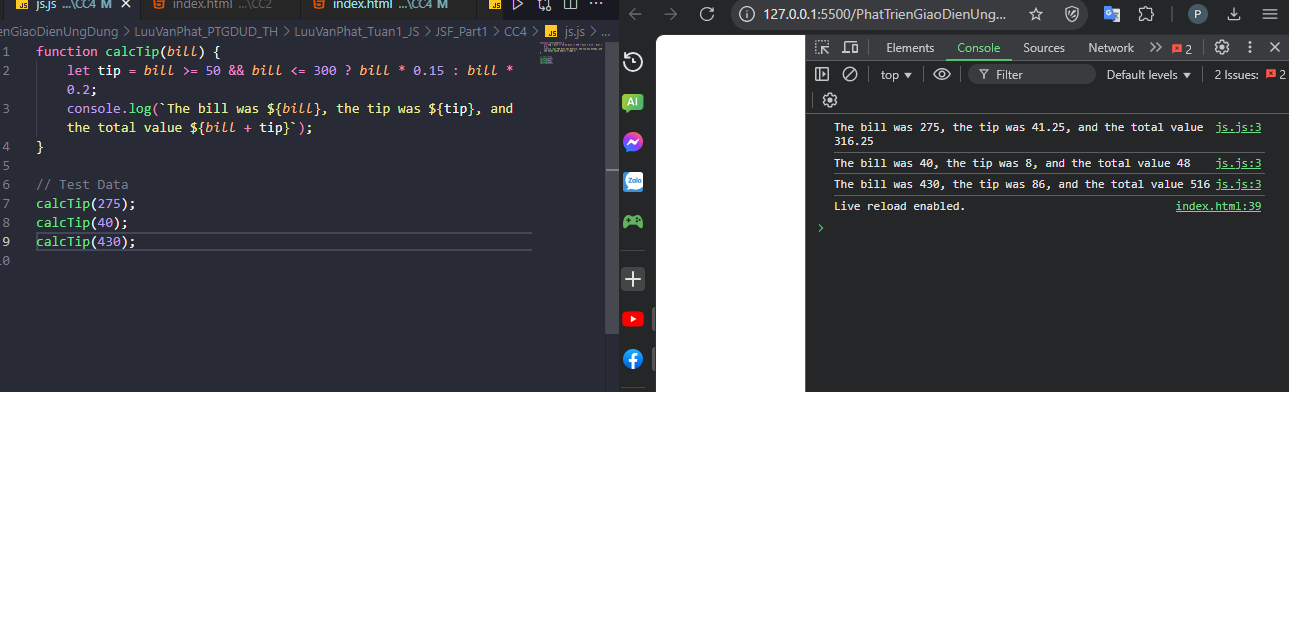 js.js ...\CC4 M
index.html ...\CC2
index.html ...\CC4 M
enGiaoDienUngDung > LuuVanPhat_PTGDUD_TH > LuuVanPhat_Tuan1_JS > JSF_Part1 > CC4 > JS js.js > ...
1 function calcTip(bill) {
2 let tip = bill >= 50 && bill <= 300 ? bill * 0.15 : bill *
0.2;
3 console.log(`The bill was ${bill}, the tip was ${tip}, and
the total value ${bill + tip}`);
4 }
5
6 // Test Data
7 calcTip(275);
8 calcTip(40);
9 calcTip(430);
0
AI
Zalo
127.0.0.1:5500/PhatTrienGiaoDienUng...
P
Elements Console Sources Network 2
top Filter Default levels 2 Issues: 2
The bill was 275, the tip was 41.25, and the total value js.js:3
316.25
The bill was 40, the tip was 8, and the total value 48 js.js:3
The bill was 430, the tip was 86, and the total value 516 js.js:3
Live reload enabled. index.html:39